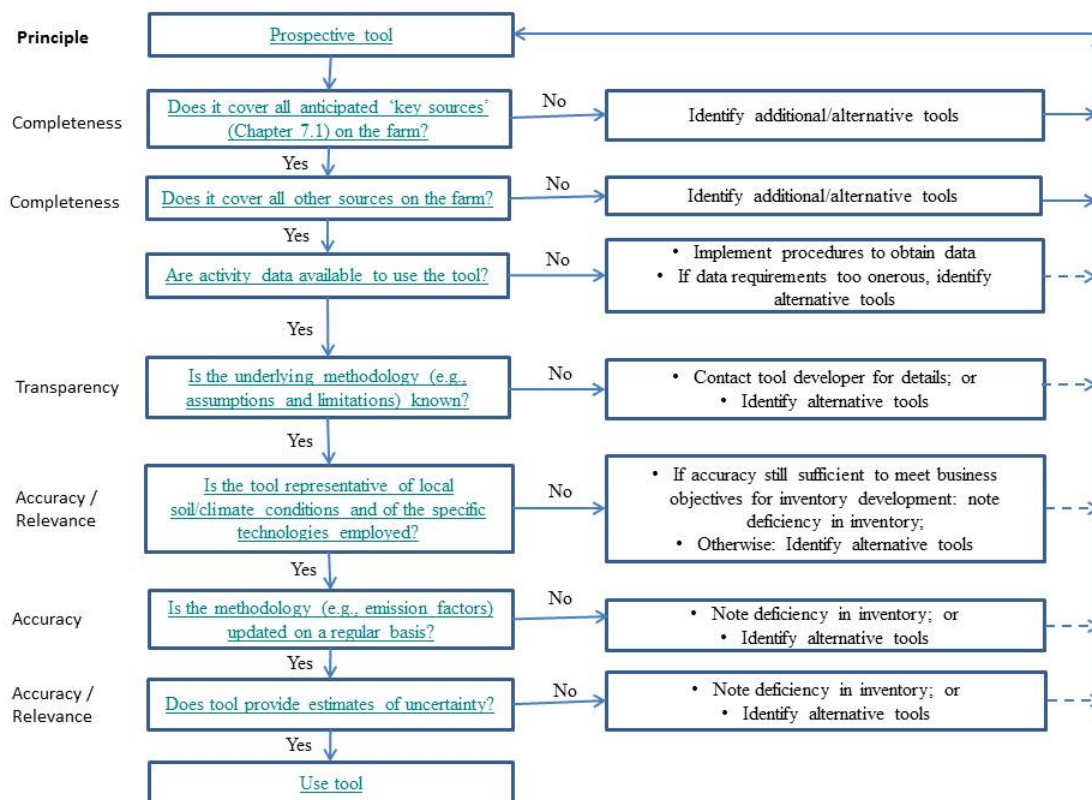 Principle
Prospective tool
Completeness
Does it cover all anticipated ‘key sources’
(Chapter 7.1) on the farm?
No
Identify additional/alternative tools
Yes
Completeness
Does it cover all other sources on the farm?
No
Identify additional/alternative tools
Yes
Are activity data available to use the tool?
No
• Implement procedures to obtain data
• If data requirements too onerous, identify
alternative tools
Yes
Transparency
Is the underlying methodology (e.g.,
assumptions and limitations) known?
No
• Contact tool developer for details; or
• Identify alternative tools
Yes
Accuracy /
Relevance
Is the tool representative of local
soil/climate conditions and of the specific
technologies employed?
No
• If accuracy still sufficient to meet business
objectives for inventory development: note
deficiency in inventory;
• Otherwise: Identify alternative tools
Yes
Accuracy
Is the methodology (e.g., emission factors)
updated on a regular basis?
No
• Note deficiency in inventory; or
• Identify alternative tools
Yes
Accuracy /
Relevance
Does tool provide estimates of uncertainty?
No
• Note deficiency in inventory; or
• Identify alternative tools
Yes
Use tool